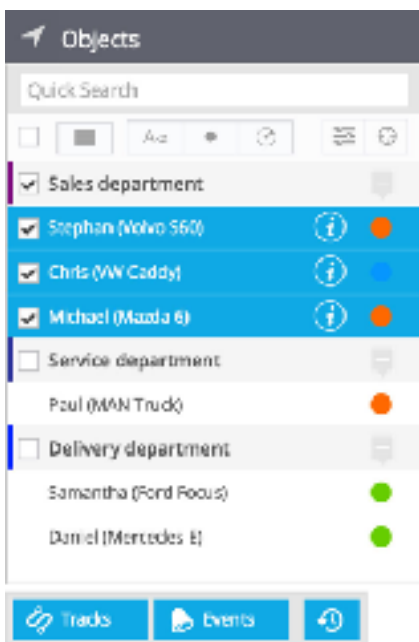 Objects
Quick Search
A-z
Sales department
Stephan (Volvo S60)
Chris (VW Caddy)
Michael (Mazda 6)
Service department
Paul (MAN Truck)
Delivery department
Samantha (Ford Focus)
Daniel (Mercedes E)
Tracks Events